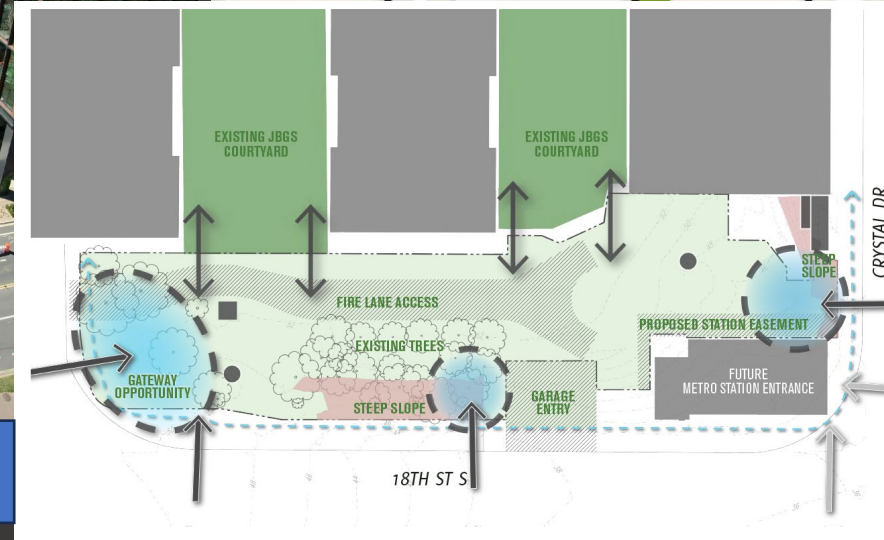 EXISTING JBGS
COURTYARD
EXISTING JBGS
COURTYARD
CRYSTAL DR
STEEP
SLOPE
FIRE LANE ACCESS
PROPOSED STATION EASEMENT
EXISTING TREES
GATEWAY
OPPORTUNITY
STEEP SLOPE
GARAGE
ENTRY
FUTURE
METRO STATION ENTRANCE
18TH ST S